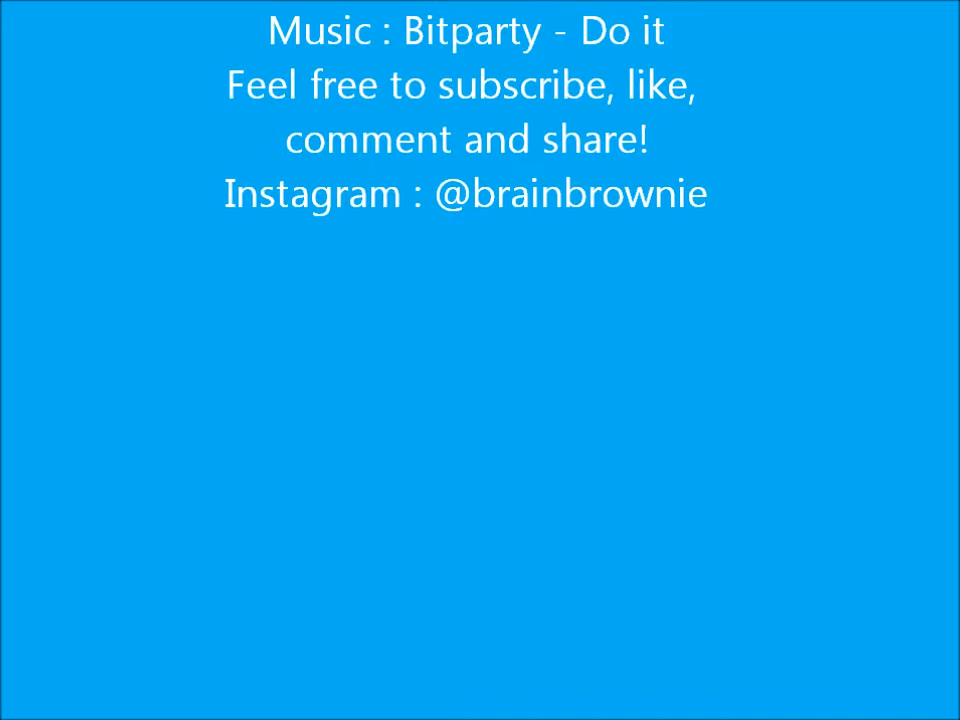 Music : Bitparty - Do it
Feel free to subscribe, like,
comment and share!
Instagram : @brainbrownie